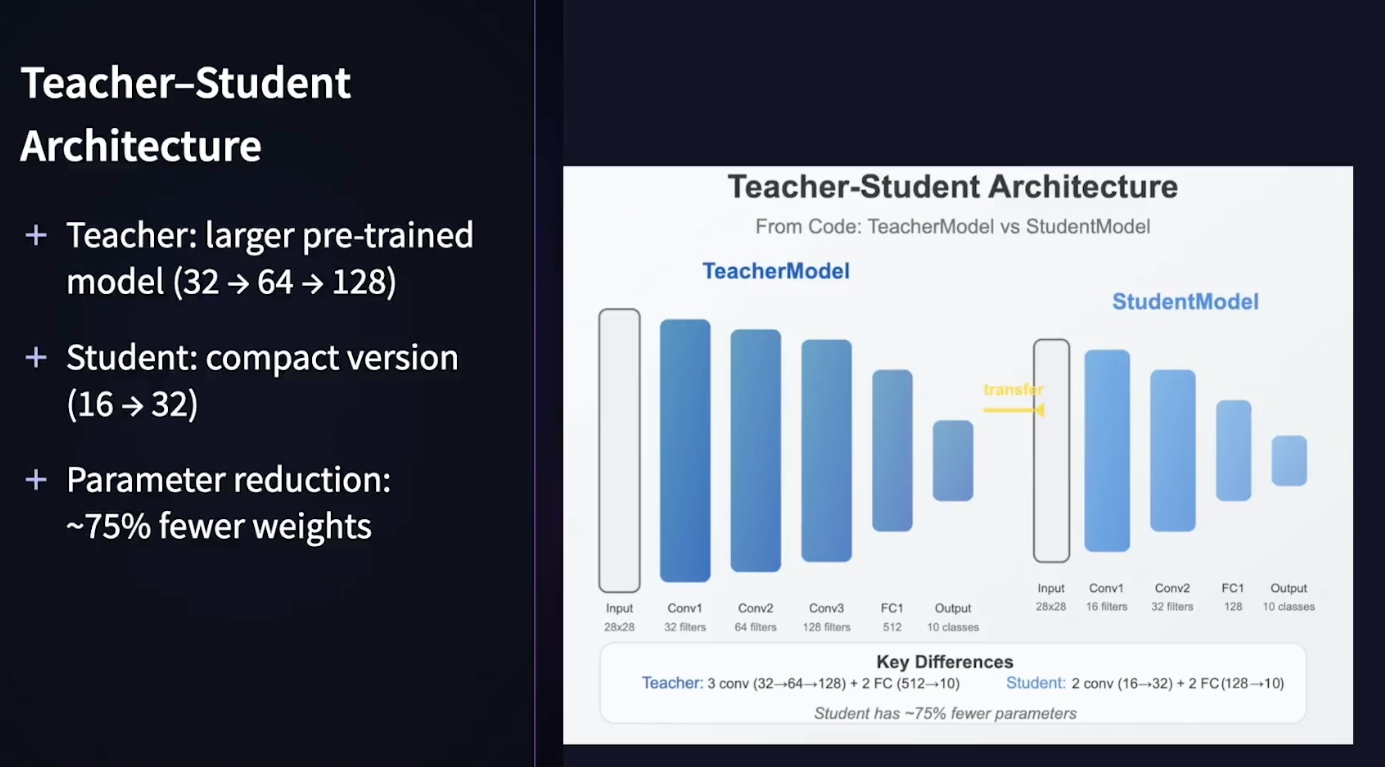 Teacher–Student
Architecture
+ Teacher: larger pre-trained
model (32 → 64 → 128)
+ Student: compact version
(16 → 32)
+ Parameter reduction:
~75% fewer weights
Teacher-Student Architecture
From Code: TeacherModel vs StudentModel
TeacherModel
StudentModel
transfer
Input Conv1 Conv2 Conv3 FC1 Output
28x28 32 filters 64 filters 128 filters 512 10 classes
Input Conv1 Conv2 FC1 Output
28x28 16 filters 32 filters 128 10 classes
Key Differences
Teacher: 3 conv (32→64→128) + 2 FC (512→10) Student: 2 conv (16→32) + 2 FC(128→10)
Student has ~75% fewer parameters